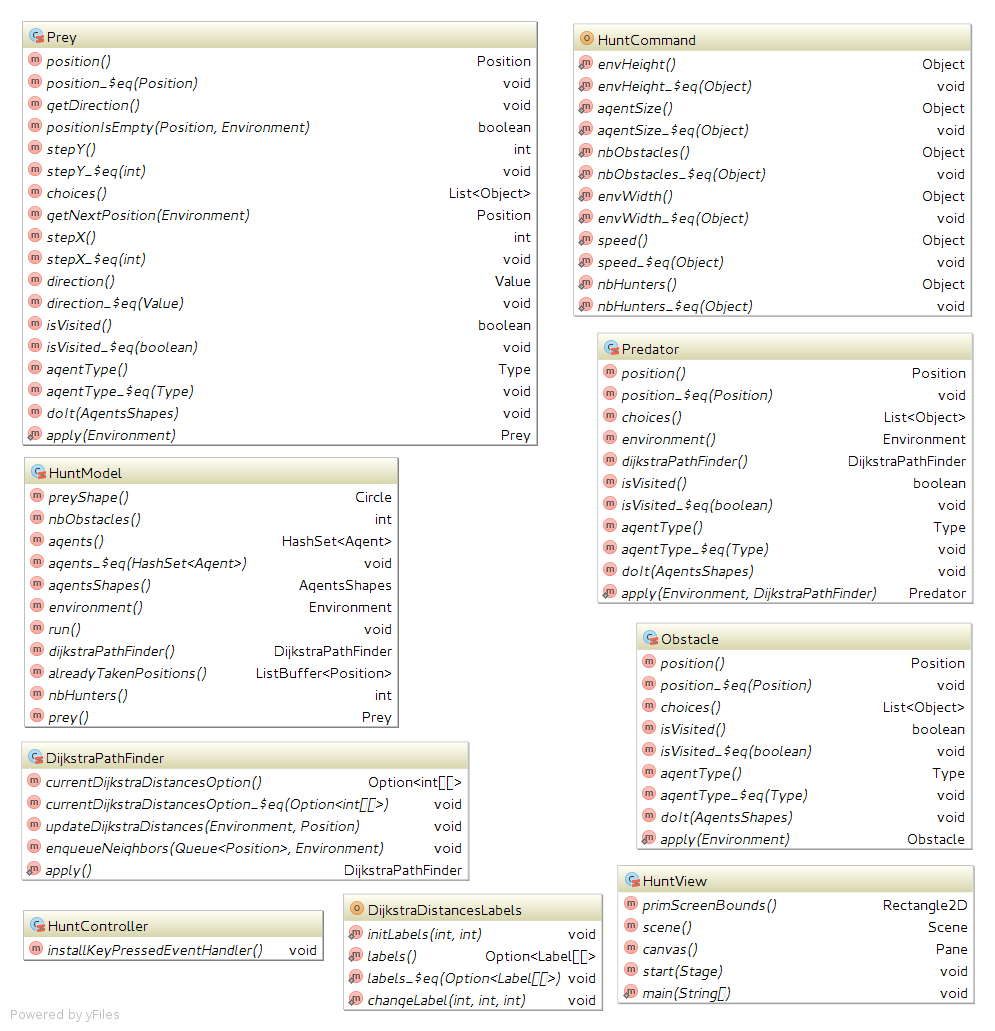 Prey
position() Position
position_$eq(Position) void
getDirection() void
positionIsEmpty(Position, Environment) boolean
stepY() int
stepY_$eq(int) void
choices() List<Object>
getNextPosition(Environment) Position
stepX() int
stepX_$eq(int) void
direction() Value
direction_$eq(Value) void
isVisited() boolean
isVisited_$eq(boolean) void
agentType() Type
agentType_$eq(Type) void
doIt(AgentsShapes) void
apply(Environment) Prey
HuntCommand
envHeight() Object
envHeight_$eq(Object) void
agentSize() Object
agentSize_$eq(Object) void
nbObstacles() Object
nbObstacles_$eq(Object) void
envWidth() Object
envWidth_$eq(Object) void
speed() Object
speed_$eq(Object) void
nbHunters() Object
nbHunters_$eq(Object) void
Predator
position() Position
position_$eq(Position) void
choices() List<Object>
environment() Environment
dijkstraPathFinder() DijkstraPathFinder
isVisited() boolean
isVisited_$eq(boolean) void
agentType() Type
agentType_$eq(Type) void
doIt(AgentsShapes) void
apply(Environment, DijkstraPathFinder) Predator
HuntModel
preyShape() Circle
nbObstacles() int
agents() HashSet<Agent>
agents_$eq(HashSet<Agent>) void
agentsShapes() AgentsShapes
environment() Environment
run() void
dijkstraPathFinder() DijkstraPathFinder
alreadyTakenPositions() ListBuffer<Position>
nbHunters() int
prey() Prey
Obstacle
position() Position
position_$eq(Position) void
choices() List<Object>
isVisited() boolean
isVisited_$eq(boolean) void
agentType() Type
agentType_$eq(Type) void
doIt(AgentsShapes) void
apply(Environment) Obstacle
DijkstraPathFinder
currentDijkstraDistancesOption() Option<int[][]>
currentDijkstraDistancesOption_$eq(Option<int[][]>) void
updateDijkstraDistances(Environment, Position) void
enqueueNeighbors(Queue<Position>, Environment) void
apply() DijkstraPathFinder
HuntView
primScreenBounds() Rectangle2D
scene() Scene
canvas() Pane
start(Stage) void
main(String[]) void
DijkstraDistancesLabels
initLabels(int, int) void
labels() Option<Label[][]>
labels_$eq(Option<Label[][]>) void
changeLabel(int, int, int) void
HuntController
installKeyPressedEventHandler() void
Powered by yFiles